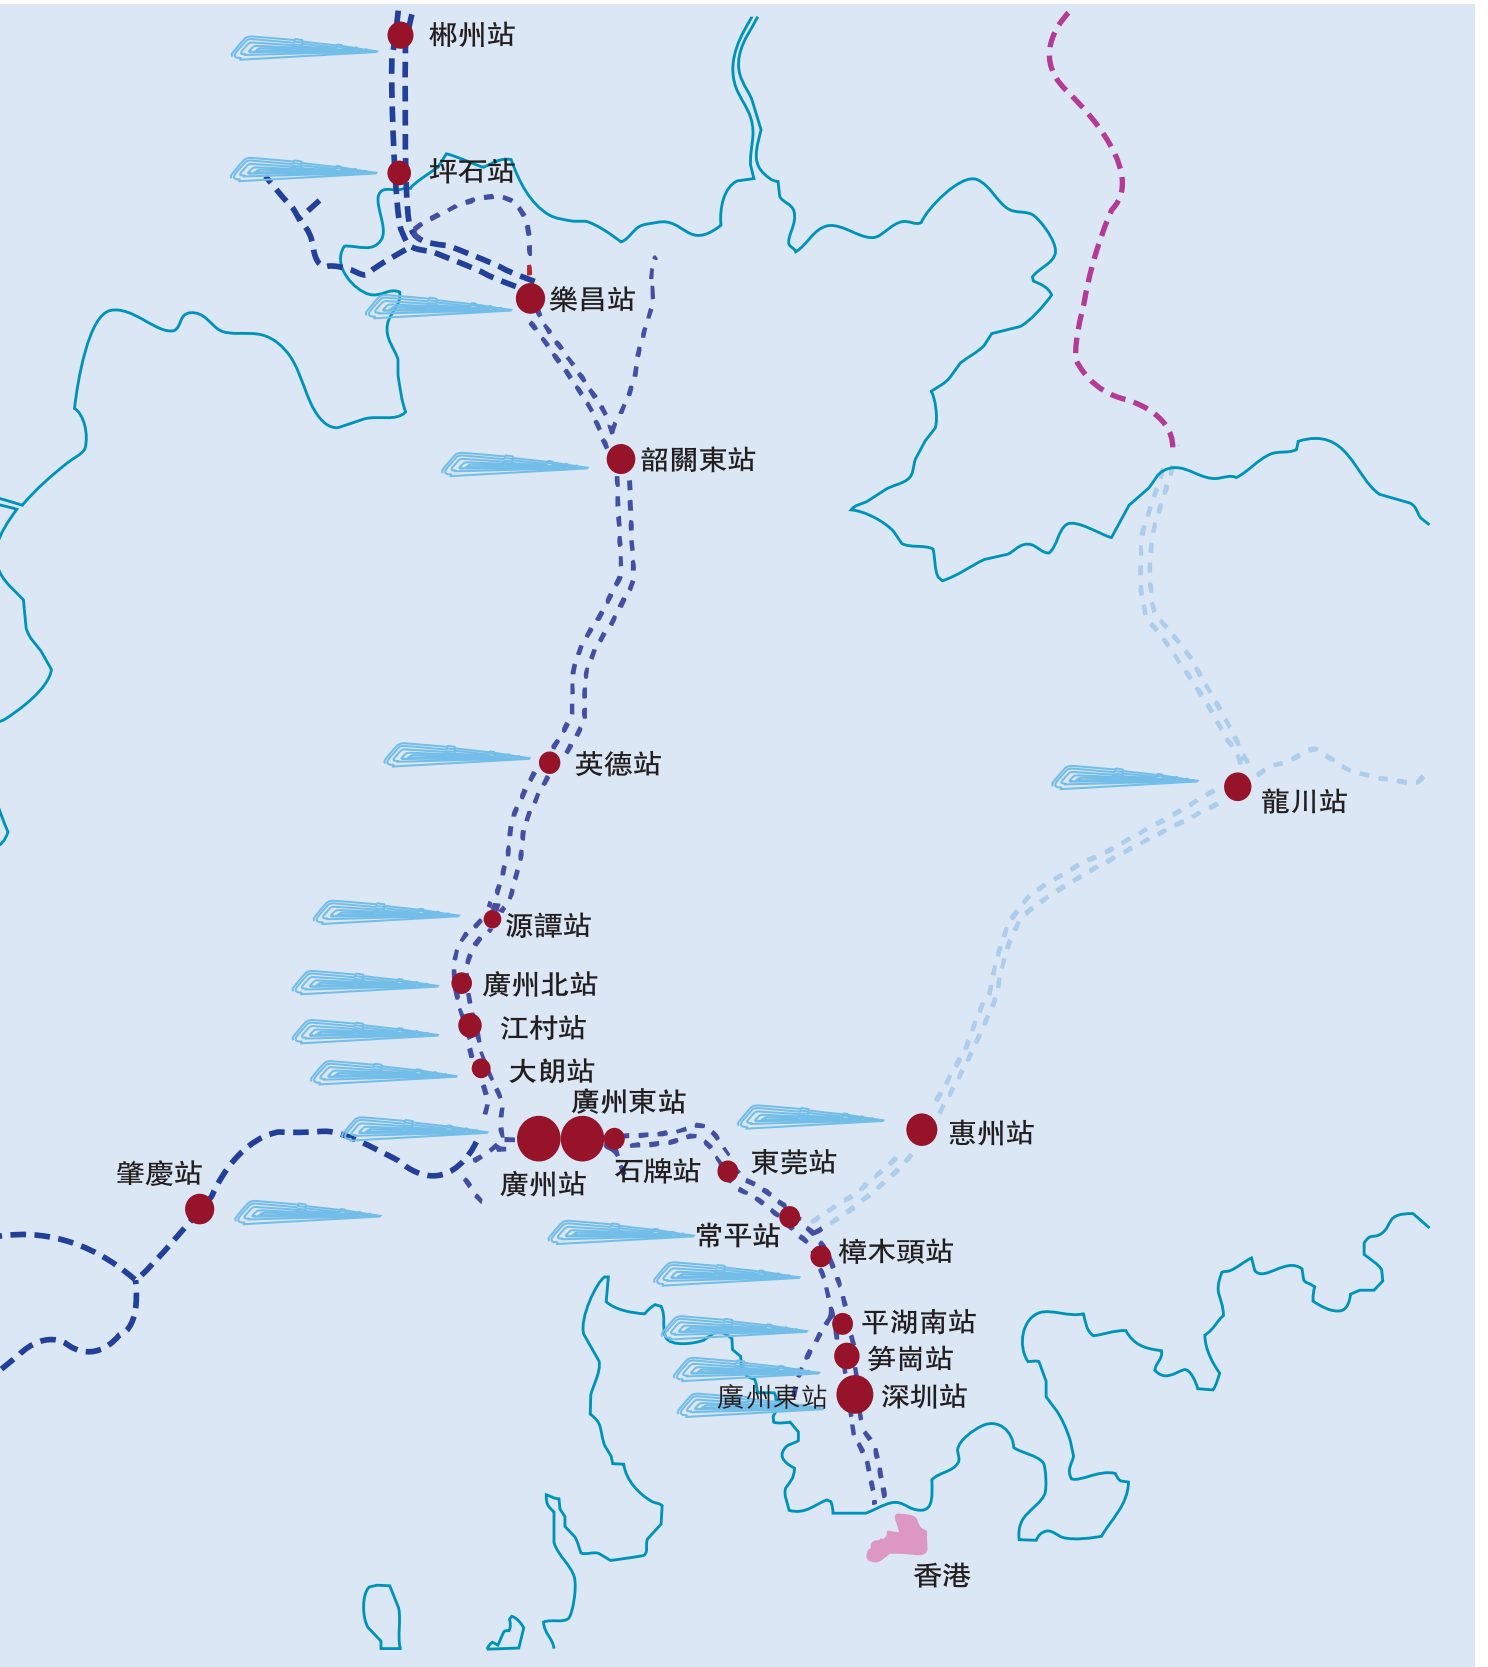 郴州站
坪石站
樂昌站
韶關東站
英德站
龍川站
源譚站
廣州北站
江村站
大朗站
廣州東站
惠州站
石牌站
東莞站
肇慶站
廣州站
常平站
樟木頭站
平湖南站
笋崗站
廣州東站
深圳站
香港